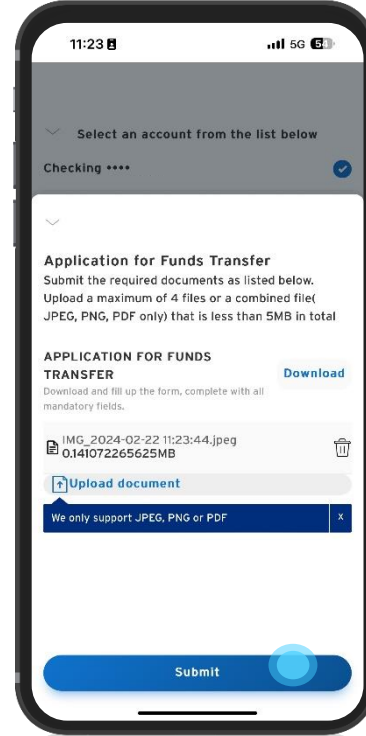 11:23
5G 54
Select an account from the list below
Checking ••••
Application for Funds Transfer
Submit the required documents as listed
below.
Upload a maximum of 4 files or a combined file(
JPEG, PNG, PDF only) that is less than 5MB in total
APPLICATION FOR FUNDS
TRANSFER
Download
Download and fill up the form, complete with all
mandatory fields.
IMG_2024-02-22 11:23:44.jpeg
0.141072265625MB
Upload document
We only support JPEG, PNG or PDF
x
Submit